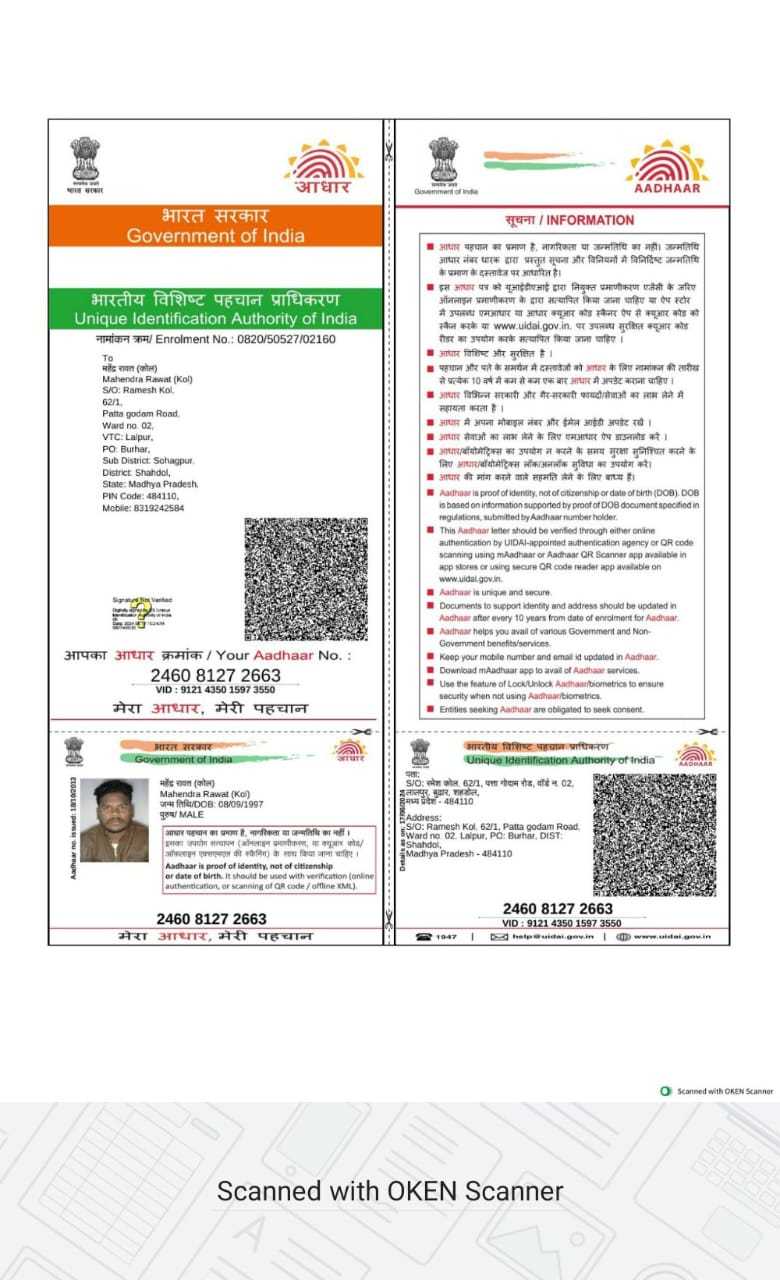 सत्यमेव जयते
भारत सरकार
आधार
भारत सरकार
Government of India
भारतीय विशिष्ट पहचान प्राधिकरण
Unique Identification Authority of India
नामांकन क्रम/ Enrolment No.: 0820/50527/02160
To
महेंद्र रावत (कोल)
Mahendra Rawat (Kol)
S/O: Ramesh Kol,
62/1,
Patta godam Road,
Ward no. 02,
VTC: Lalpur,
PO: Burhar,
Sub District: Sohagpur,
District: Shahdol,
State: Madhya Pradesh,
PIN Code: 484110,
Mobile: 8319242584
Signature Not Verified
आपका आधार क्रमांक / Your Aadhaar No. :
2460 8127 2663
VID : 9121 4350 1597 3550
मेरा आधार, मेरी पहचान
भारत सरकार
Government of India
आधार
Aadhaar no. issued: 18/10/2013
महेंद्र रावत (कोल)
Mahendra Rawat (Kol)
जन्म तिथि/DOB: 08/09/1997
पुरुष/ MALE
आधार पहचान का प्रमाण है, नागरिकता या जन्मतिथि का नहीं ।
इसका उपयोग सत्यापन (ऑनलाइन प्रमाणीकरण, या क्यूआर कोड/
ऑफलाइन एक्सएमएल की स्कैनिंग) के साथ किया जाना चाहिए ।
Aadhaar is proof of identity, not of citizenship
or date of birth. It should be used with verification (online
authentication, or scanning of QR code / offline XML).
2460 8127 2663
मेरा आधार, मेरी पहचान
Government of India
AADHAAR
सूचना / INFORMATION
आधार पहचान का प्रमाण है, नागरिकता या जन्मतिथि का नहीं। जन्मतिथि
आधार नंबर धारक द्वारा प्रस्तुत सूचना और विनियमों में विनिर्दिष्ट जन्मतिथि
के प्रमाण के दस्तावेज पर आधारित है।
इस आधार पत्र को यूआईडीएआई द्वारा नियुक्त प्रमाणीकरण एजेंसी के जरिए
ऑनलाइन प्रमाणीकरण के द्वारा सत्यापित किया जाना चाहिए या ऐप स्टोर
में उपलब्ध एमआधार या आधार क्यूआर कोड स्कैनर ऐप से क्यूआर कोड को
स्कैन करके या www.uidai.gov.in. पर उपलब्ध सुरक्षित क्यूआर कोड
रीडर का उपयोग करके सत्यापित किया जाना चाहिए ।
आधार विशिष्ट और सुरक्षित है ।
पहचान और पते के समर्थन में दस्तावेजों को आधार के लिए नामांकन की तारीख
से प्रत्येक 10 वर्ष में कम से कम एक बार आधार में अपडेट कराना चाहिए ।
आधार विभिन्न सरकारी और गैर-सरकारी फायदों/सेवाओं का लाभ लेने में
सहायता करता है ।
आधार में अपना मोबाइल नंबर और ईमेल आईडी अपडेट रखें ।
आधार सेवाओं का लाभ लेने के लिए एमआधार ऐप डाउनलोड करें ।
आधार/बॉयोमेट्रिक्स का उपयोग न करने के समय सुरक्षा सुनिश्चित करने के
लिए आधार/बॉयोमेट्रिक्स लॉक/अनलॉक सुविधा का उपयोग करें।
आधार की मांग करने वाले सहमति लेने के लिए बाध्य हैं।
Aadhaar is proof of identity, not of citizenship or date of birth (DOB). DOB
is based on information supported by proof of DOB document specified in
regulations, submitted by Aadhaar number holder.
This Aadhaar letter should be verified through either online
authentication by UIDAI-appointed authentication agency or QR code
scanning using mAadhaar or Aadhaar QR Scanner app available in
app stores or using secure QR code reader app available on
www.uidai.gov.in.
Aadhaar is unique and secure.
Documents to support identity and address should be updated in
Aadhaar after every 10 years from date of enrolment for Aadhaar.
Aadhaar helps you avail of various Government and Non-
Government benefits/services.
Keep your mobile number and email id updated in Aadhaar.
Download mAadhaar app to avail of Aadhaar services.
Use the feature of Lock/Unlock Aadhaar/biometrics to ensure
security when not using Aadhaar/biometrics.
Entities seeking Aadhaar are obligated to seek consent.
भारतीय विशिष्ट पहचान प्राधिकरण
Unique Identification Authority of India
AADHAAR
Details as on: 17/06/2024
पता:
S/O: रमेश कोल, 62/1, पत्ता गोदाम रोड, वॉर्ड न. 02,
लालपुर, बुढ़ार, शहडोल,
मध्य प्रदेश - 484110
Address:
S/O: Ramesh Kol, 62/1, Patta godam Road,
Ward no. 02, Lalpur, PO: Burhar, DIST:
Shahdol,
Madhya Pradesh - 484110
2460 8127 2663
VID : 9121 4350 1597 3550
1947 | help@uidai.gov.in | www.uidai.gov.in
Scanned with OKEN Scanner
Scanned with OKEN Scanner